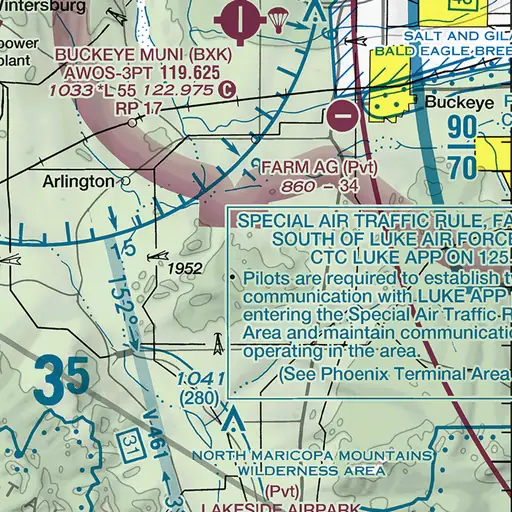 Wintersburg
power
plant
BUCKEYE MUNI (BXK)
AWOS-3PT 119.625
1033 *L 55 122.975 C
RP 17
SALT AND GIL
BALD EAGLE BREE
Buckeye
90
70
FARM AG (Pvt)
860 - 34
Arlington
15
1952
152°
SPECIAL AIR TRAFFIC RULE, FA
SOUTH OF LUKE AIR FORCE
CTC LUKE APP ON 125.
• Pilots are required to establish t
communication with LUKE APP
entering the Special Air Traffic R
Area and maintain communicatio
operating in the area.
(See Phoenix Terminal Area
35
1041
(280)
V 461
31
NORTH MARICOPA MOUNTAINS
WILDERNESS AREA
(Pvt)
LAKESIDE AIRPARK